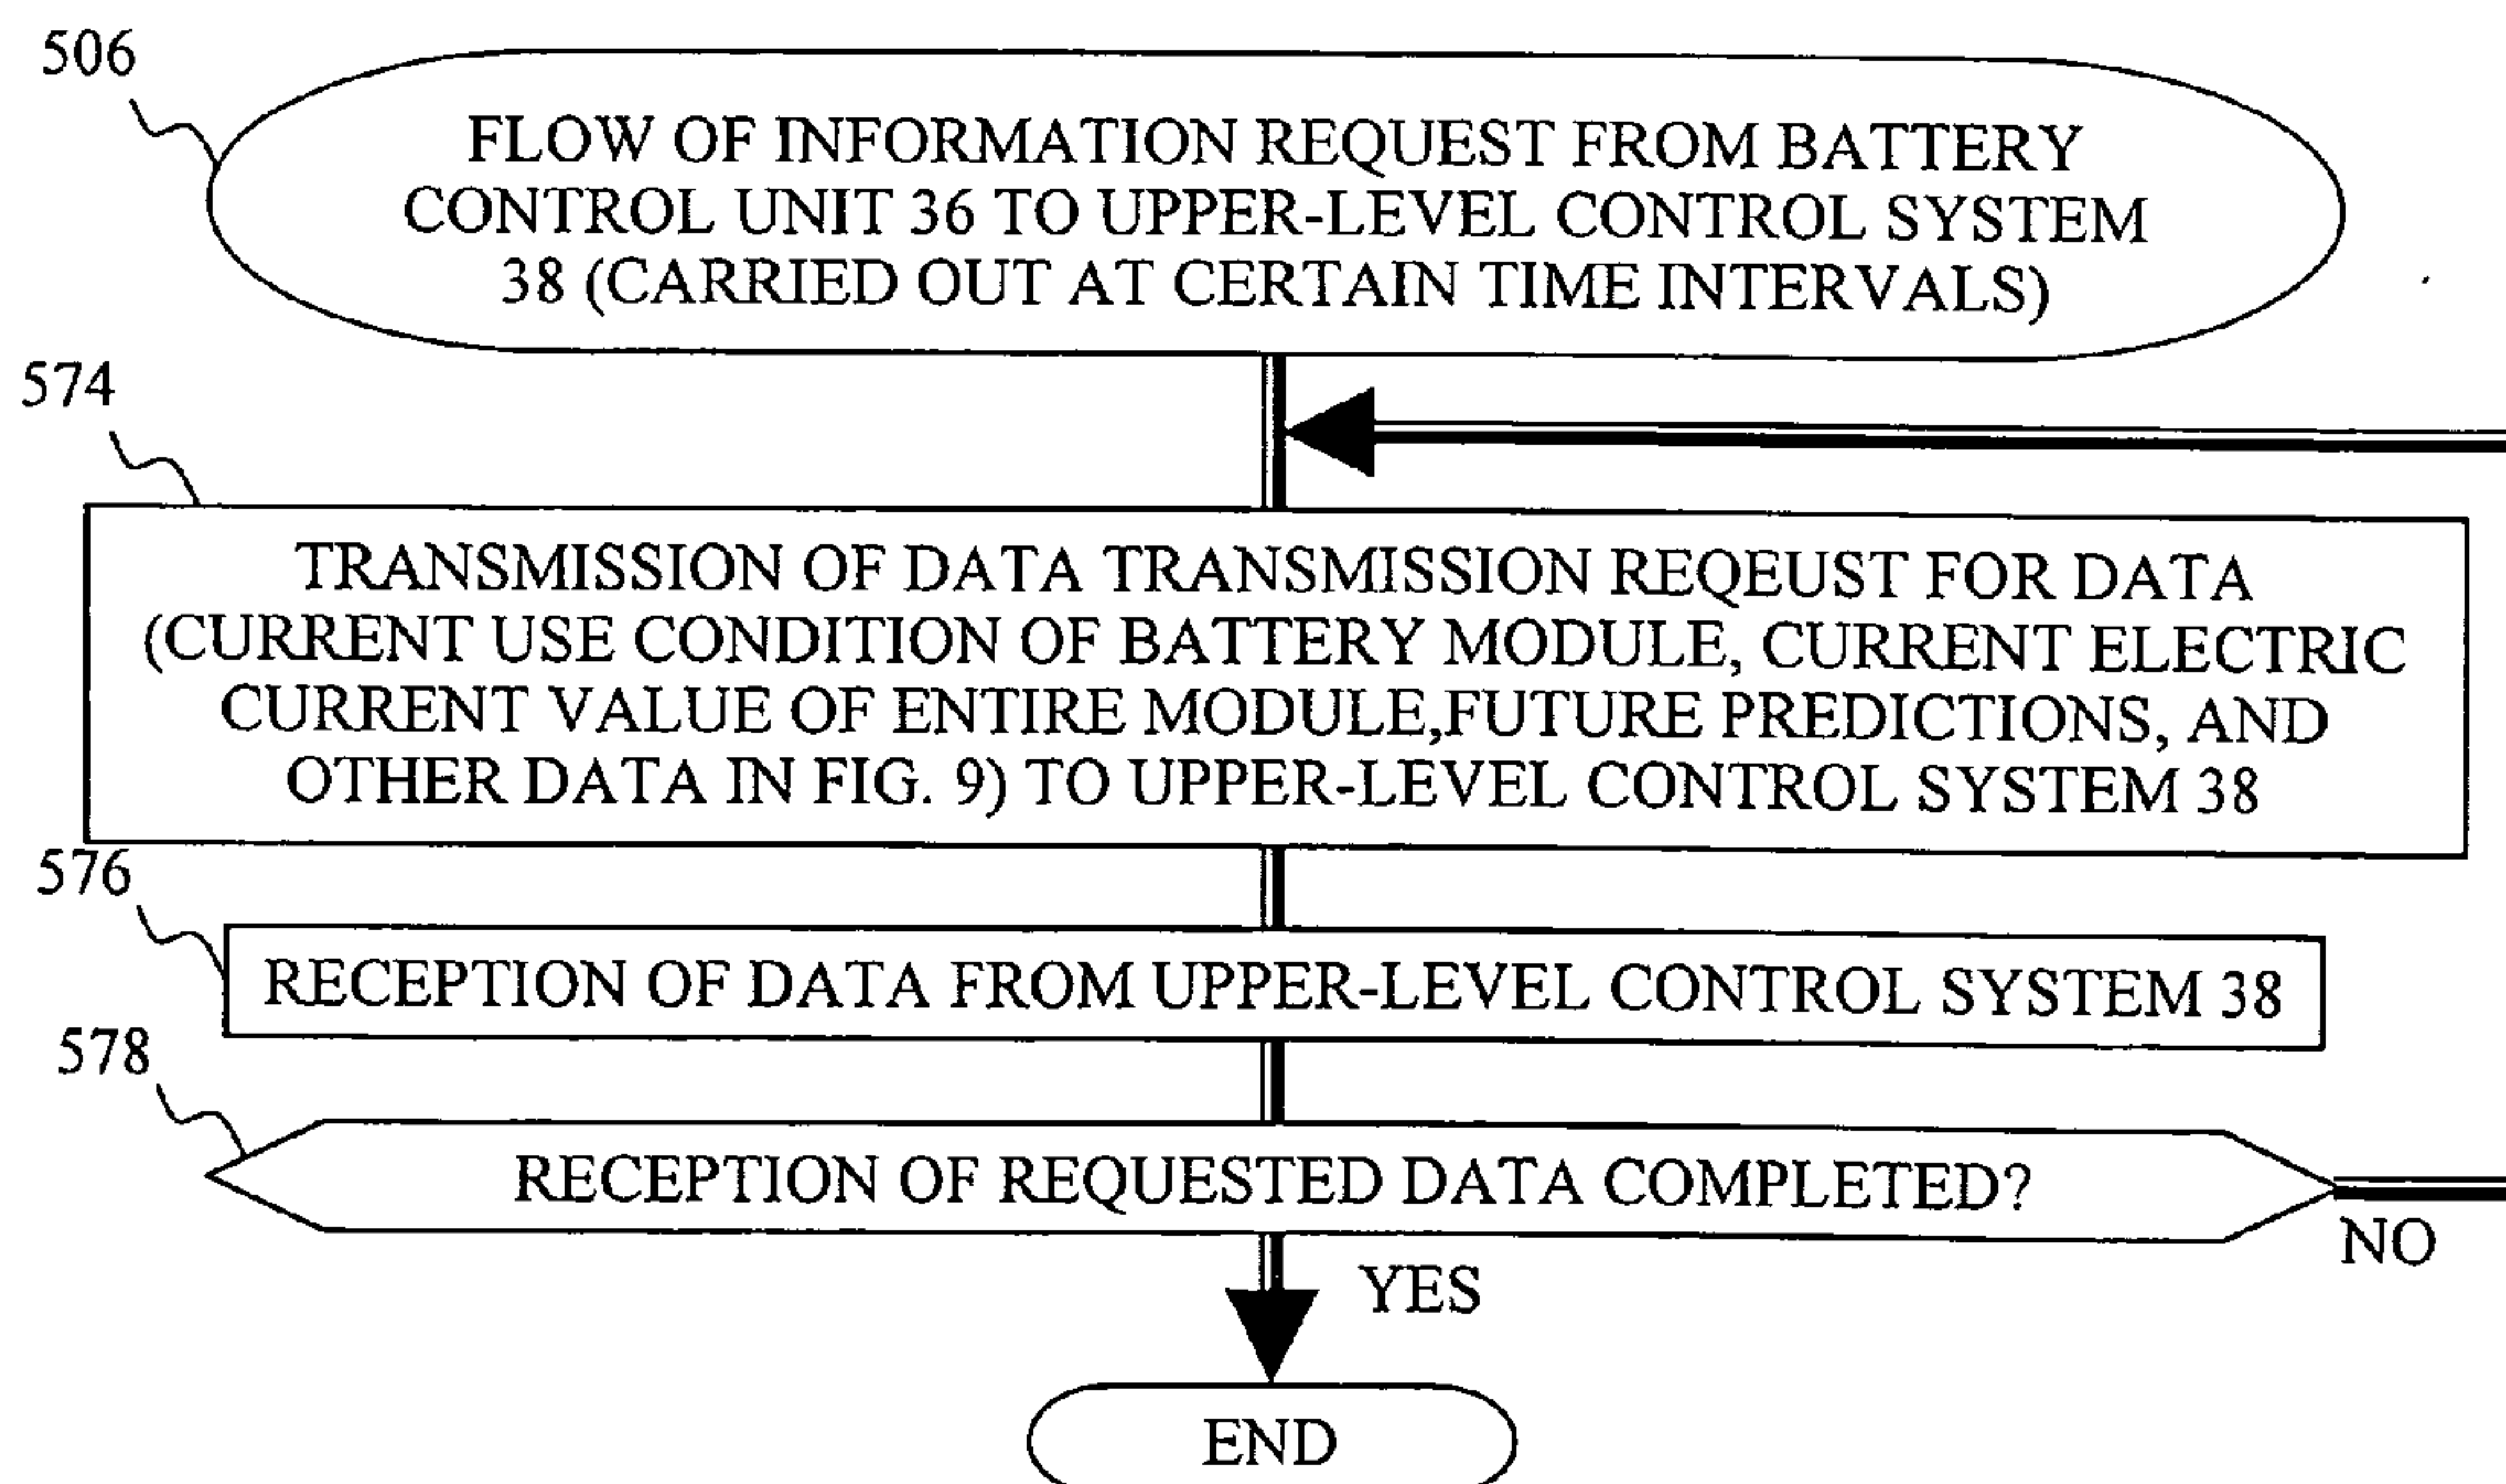 506
FLOW OF INFORMATION REQUEST FROM BATTERY
CONTROL UNIT 36 TO UPPER-LEVEL CONTROL SYSTEM
38 (CARRIED OUT AT CERTAIN TIME INTERVALS)
574
TRANSMISSION OF DATA TRANSMISSION REQEUST FOR DATA
(CURRENT USE CONDITION OF BATTERY MODULE, CURRENT ELECTRIC
CURRENT VALUE OF ENTIRE MODULE,FUTURE PREDICTIONS, AND
OTHER DATA IN FIG. 9) TO UPPER-LEVEL CONTROL SYSTEM 38
576
RECEPTION OF DATA FROM UPPER-LEVEL CONTROL SYSTEM 38
578
RECEPTION OF REQUESTED DATA COMPLETED?
NO
YES
END